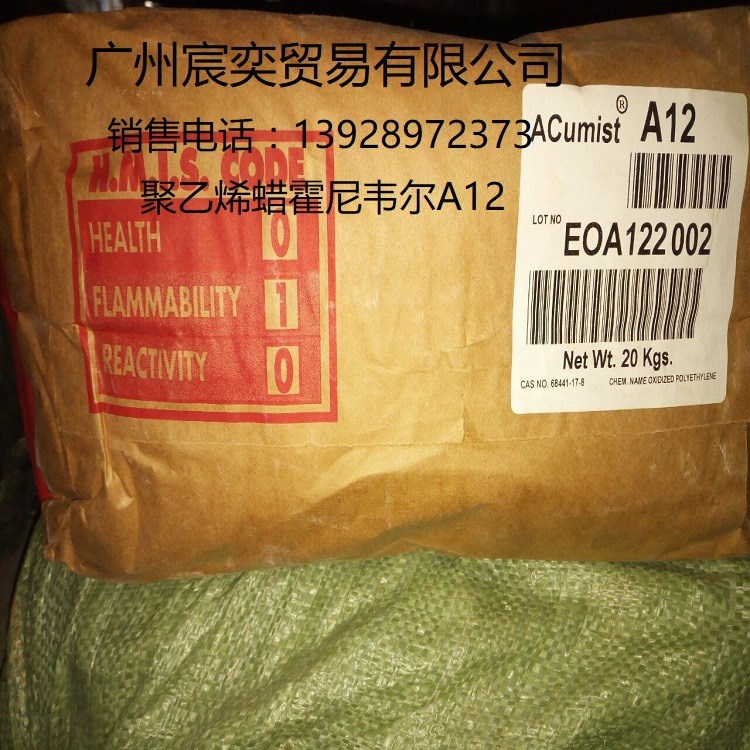 广州宸奕贸易有限公司
销售电话：13928972373
聚乙烯蜡霍尼韦尔A12
H.M.I.S. CODE
HEALTH 0
FLAMMABILITY 1
REACTIVITY 0
ACumist® A12
LOT NO EOA122002
Net Wt. 20 Kgs.
CAS NO. 68441-17-8 CHEM. NAME OXIDIZED POLYETHYLENE